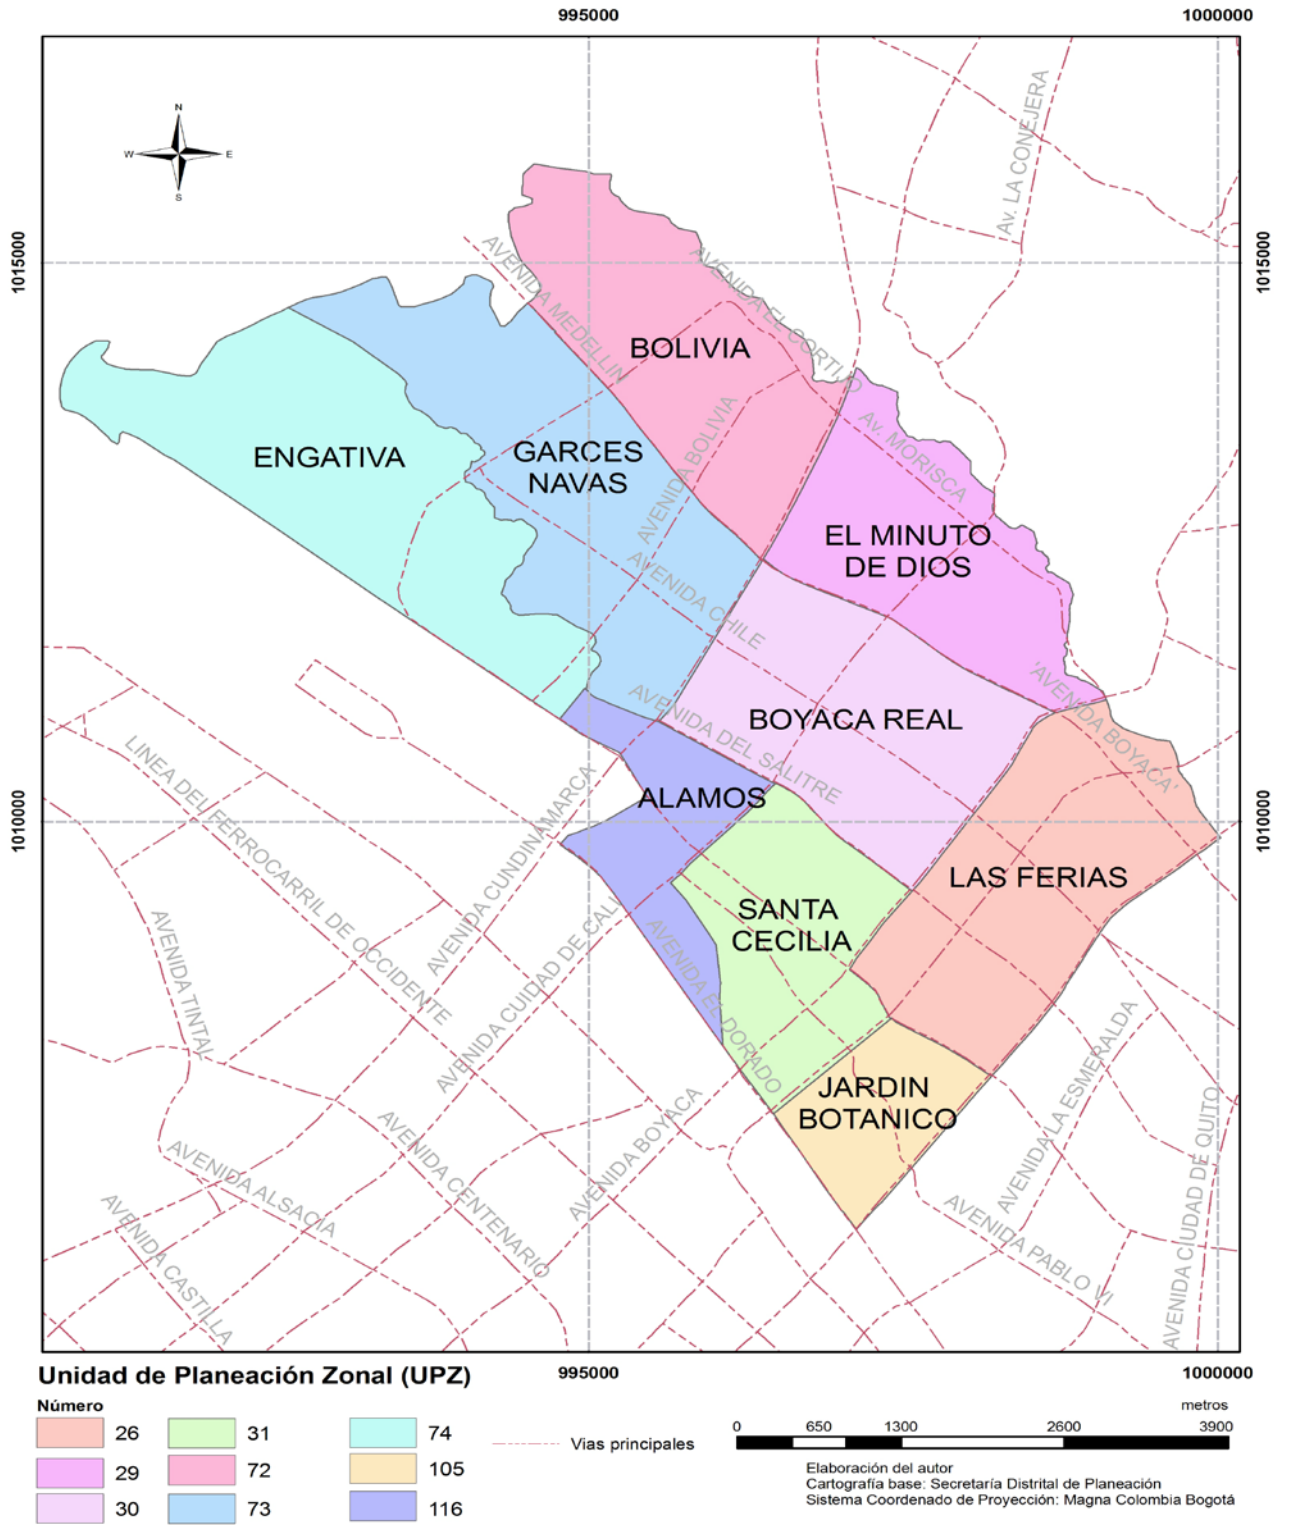 995000
1000000
N
W
E
S
Av. LA CONEJERA
1015000
1015000
AVENIDA MEDELLIN
AVENIDA EL CORTIJO
BOLIVIA
AVENIDA BOLIVIA
Av. MORISCA
ENGATIVA
GARCES
NAVAS
EL MINUTO
DE DIOS
AVENIDA CHILE
'AVENIDA BOYACA'
AVENIDA DEL SALITRE
BOYACA REAL
LINEA DEL FERROCARRIL DE OCCIDENTE
AVENIDA CUNDINAMARCA
ALAMOS
1010000
1010000
LAS FERIAS
AVENIDA TINTAL
AVENIDA CUIDAD DE CALI
SANTA
CECILIA
AVENIDA EL DORADO
JARDIN
BOTANICO
AVENIDA LA ESMERALDA
AVENIDA CIUDAD DE QUITO
AVENIDA BOYACA
AVENIDA CENTENARIO
AVENIDA ALSACIA
AVENIDA CASTILLA
AVENIDA PABLO VI
995000
1000000
Unidad de Planeación Zonal (UPZ)
Número
26
31
74
29
72
105
30
73
116
Vias principales
metros
0 650 1300 2600 3900
Elaboración del autor
Cartografía base: Secretaría Distrital de Planeación
Sistema Coordenado de Proyección: Magna Colombia Bogotá